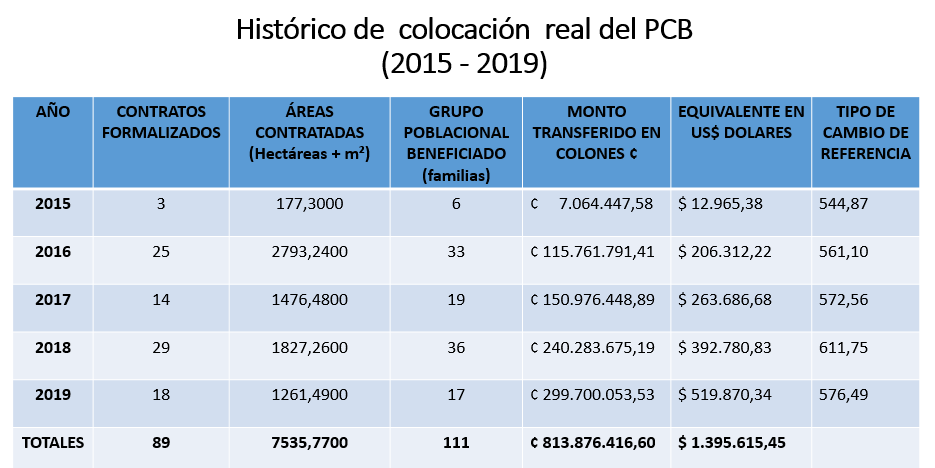 Histórico de colocación real del PCB
(2015 - 2019)
AÑO CONTRATOS FORMALIZADOS ÁREAS CONTRATADAS (Hectáreas + m²) GRUPO POBLACIONAL BENEFICIADO (familias) MONTO TRANSFERIDO EN COLONES ¢ EQUIVALENTE EN US$ DOLARES TIPO DE CAMBIO DE REFERENCIA
2015 3 177,3000 6 ¢ 7.064.447,58 $ 12.965,38 544,87
2016 25 2793,2400 33 ¢ 115.761.791,41 $ 206.312,22 561,10
2017 14 1476,4800 19 ¢ 150.976.448,89 $ 263.686,68 572,56
2018 29 1827,2600 36 ¢ 240.283.675,19 $ 392.780,83 611,75
2019 18 1261,4900 17 ¢ 299.700.053,53 $ 519.870,34 576,49
TOTALES 89 7535,7700 111 ¢ 813.876.416,60 $ 1.395.615,45